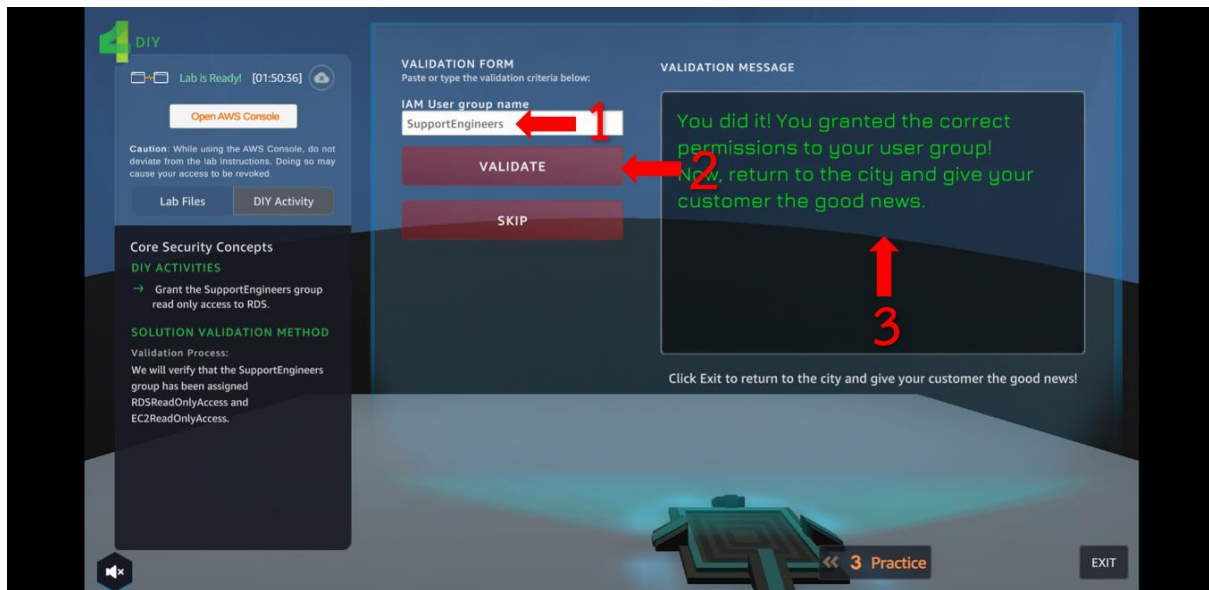 4 DIY
Lab is Ready! [01:50:36]
Open AWS Console
Caution: While using the AWS Console, do not
deviate from the lab instructions. Doing so may
cause your access to be revoked.
Lab Files
DIY Activity
Core Security Concepts
DIY ACTIVITIES
→ Grant the SupportEngineers group
read only access to RDS.
SOLUTION VALIDATION METHOD
Validation Process:
We will verify that the SupportEngineers
group has been assigned
RDSReadOnlyAccess and
EC2ReadOnlyAccess.
VALIDATION FORM
Paste or type the validation criteria below:
IAM User group name
SupportEngineers
1
VALIDATE
2
SKIP
VALIDATION MESSAGE
You did it! You granted the correct
permissions to your user group!
Now, return to the city and give your
customer the good news.
3
Click Exit to return to the city and give your customer the good news!
« 3 Practice
EXIT